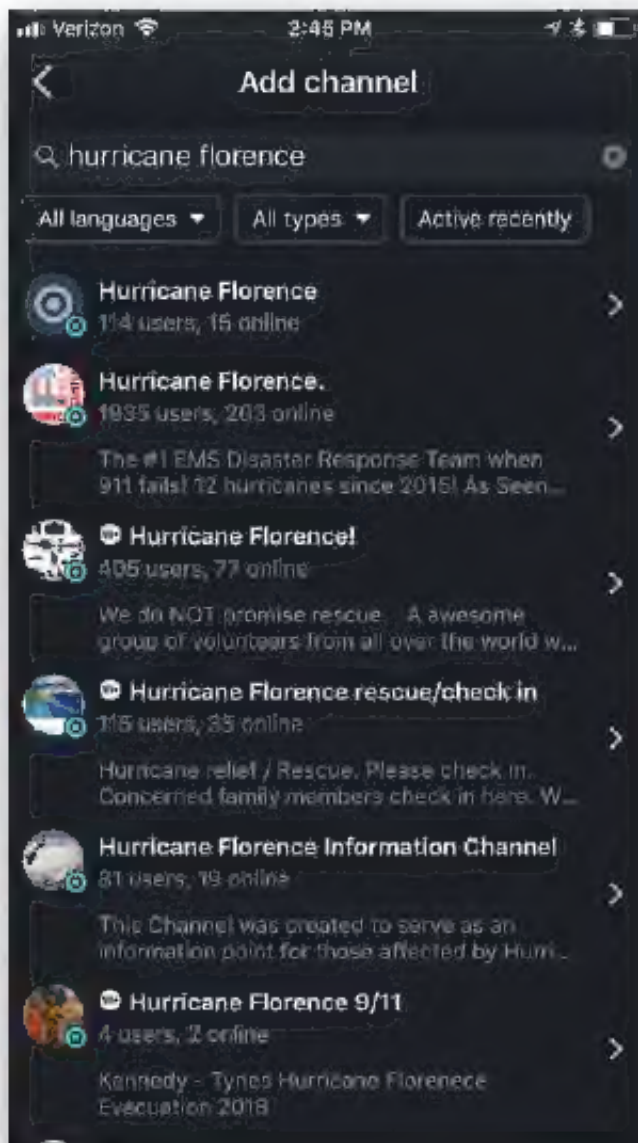 Verizon 2:45 PM
Add channel
hurricane florence
All languages All types Active recently
Hurricane Florence
114 users, 15 online
Hurricane Florence.
1935 users, 203 online
The #1 EMS Disaster Response Team when
911 fails! 12 hurricanes since 2015! As Seen...
Hurricane Florence!
405 users, 77 online
We do NOT promise rescue. A awesome
group of volunteers from all over the world w...
Hurricane Florence rescue/check in
115 users, 35 online
Hurricane relief / Rescue. Please check in.
Concerned family members check in here. W...
Hurricane Florence Information Channel
81 users, 19 online
This Channel was created to serve as an
information point for those affected by Hurri...
Hurricane Florence 9/11
4 users, 2 online
Kennedy - Tynes Hurricane Florenece
Evacuation 2018